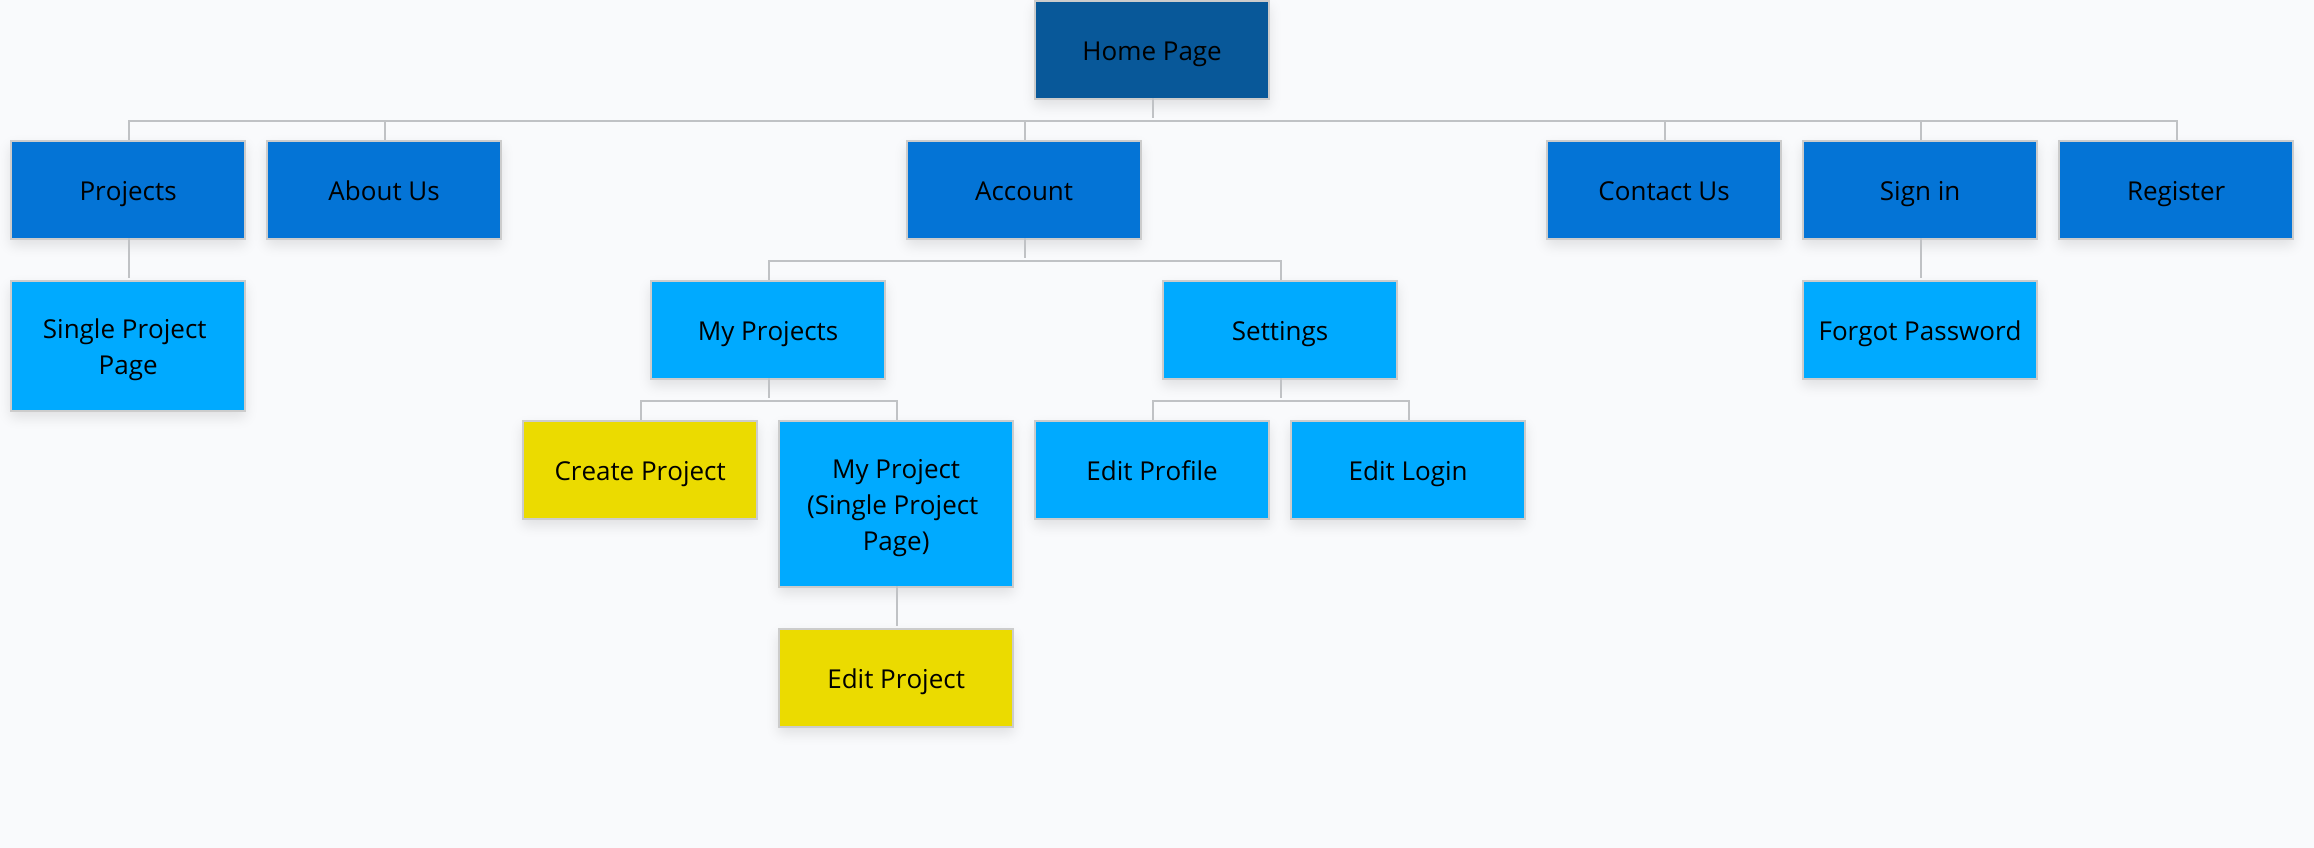 Home Page
Projects
About Us
Account
Contact Us
Sign in
Register
Single Project
Page
My Projects
Settings
Forgot Password
Create Project
My Project
(Single Project
Page)
Edit Profile
Edit Login
Edit Project